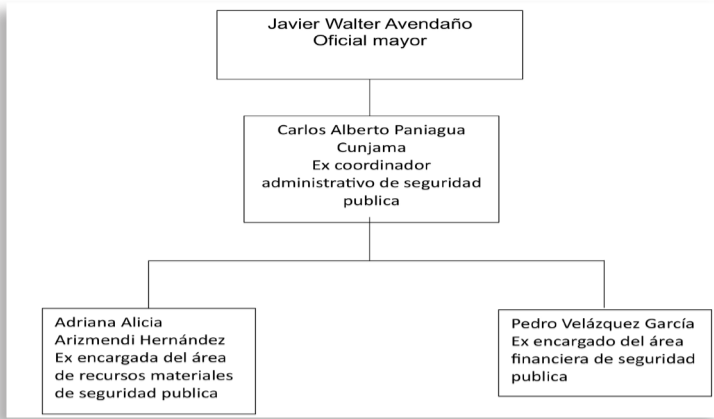 Javier Walter Avendaño
Oficial mayor
Carlos Alberto Paniagua
Cunjama
Ex coordinador
administrativo de seguridad
publica
Adriana Alicia
Arizmendi Hernández
Ex encargada del área
de recursos materiales
de seguridad publica
Pedro Velázquez García
Ex encargado del área
financiera de seguridad
publica